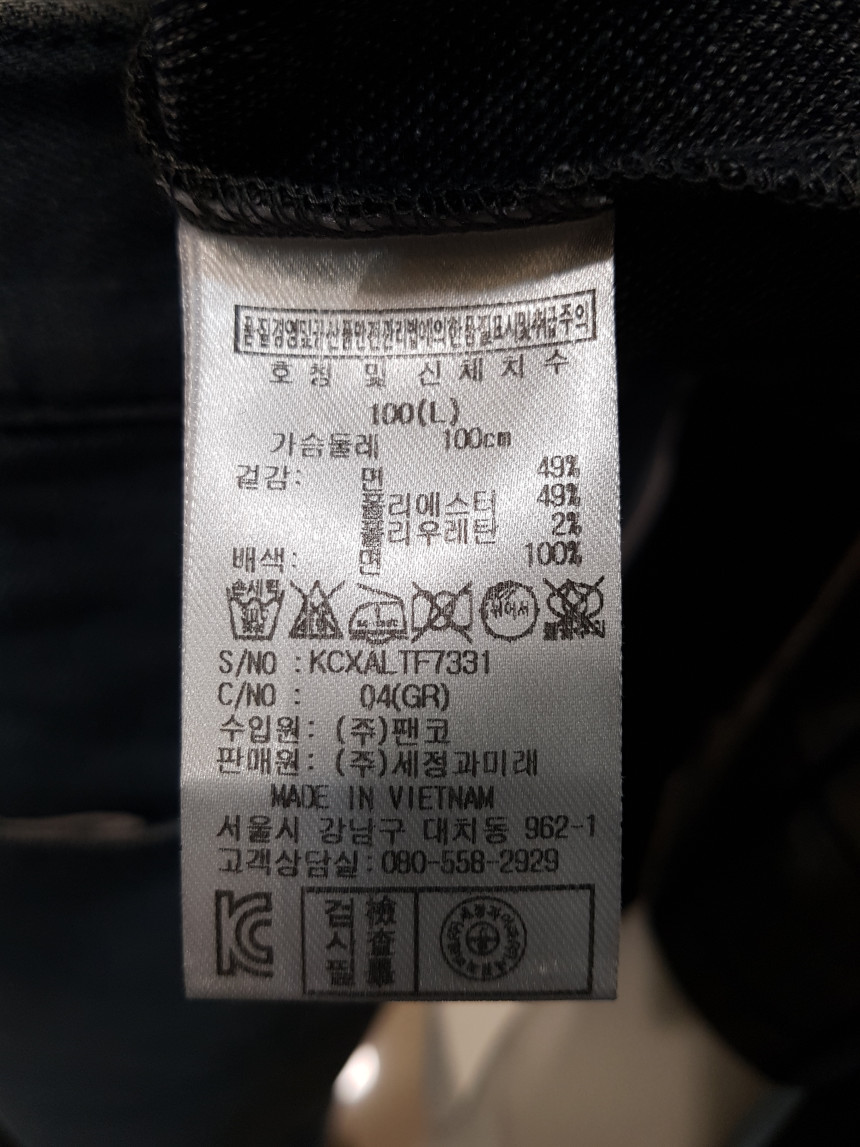 품질경영및공산품안전관리법에의한품질표시및취급주의
호칭 및 신체치수
100(L)
가슴둘레 100cm
겉감: 면 49%
폴리에스터 49%
폴리우레탄 2%
배색: 면 100%
손세탁 뉘어서
S/NO : KCXALTF7331
C/NO : 04(GR)
수입원: (주)팬코
판매원: (주)세정과미래
MADE IN VIETNAM
서울시 강남구 대치동 962-1
고객상담실:080-558-2929
KC
검사필 檢査畢